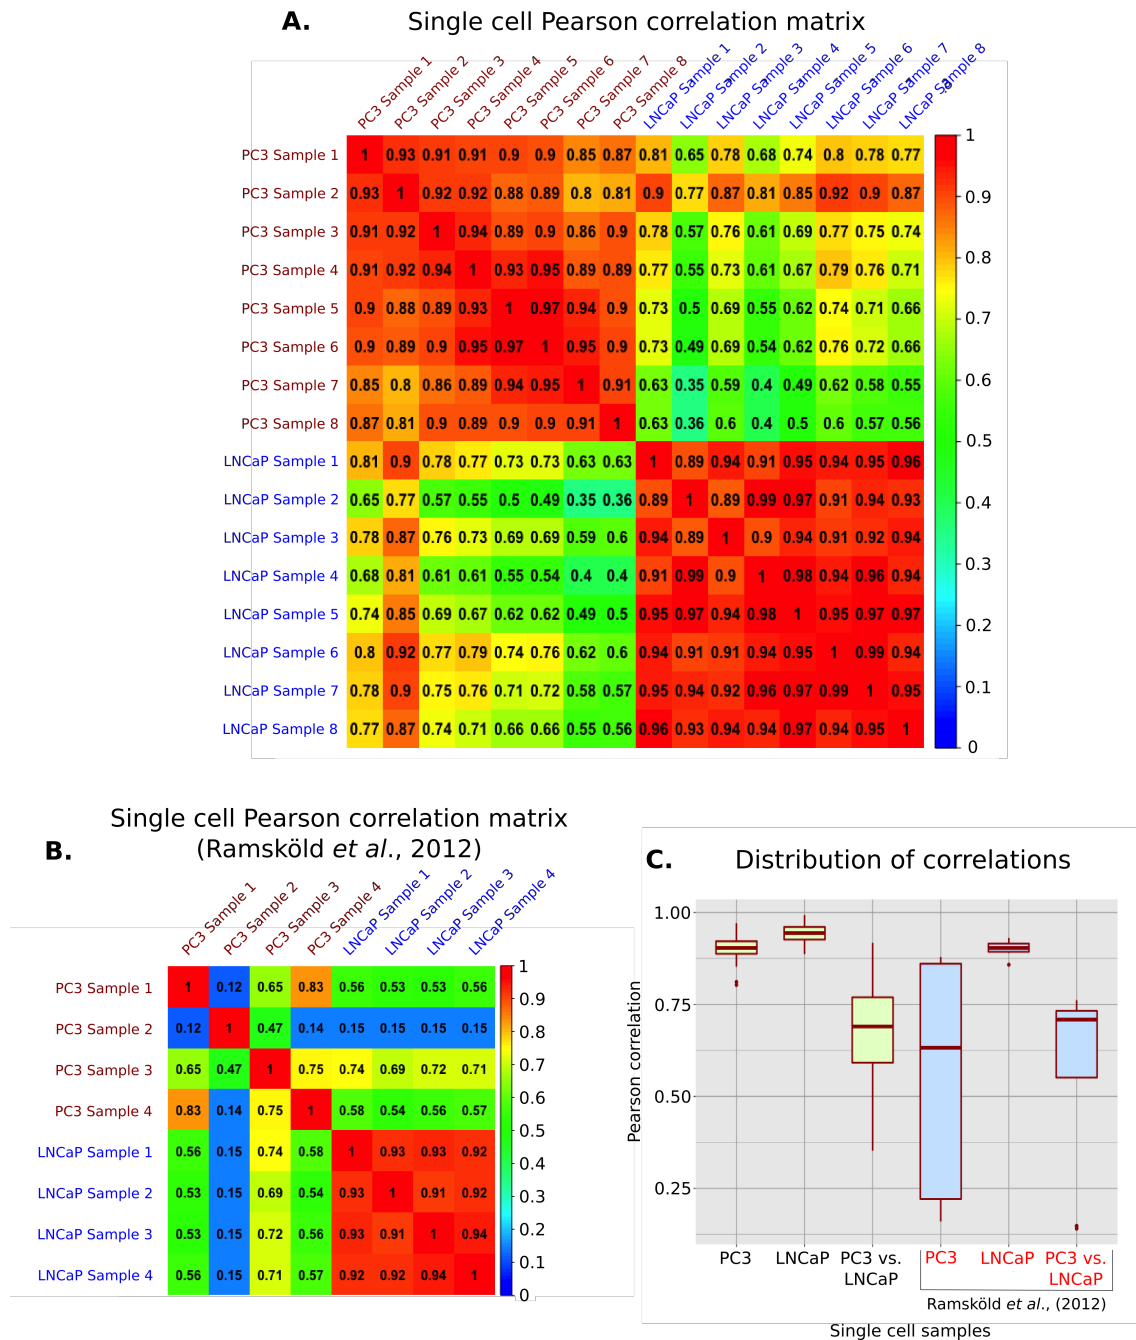 A. Single cell Pearson correlation matrix
PC3 Sample 1 PC3 Sample 2 PC3 Sample 3 PC3 Sample 4 PC3 Sample 5 PC3 Sample 6 PC3 Sample 7 PC3 Sample 8 LNCaP Sample 1 LNCaP Sample 2 LNCaP Sample 3 LNCaP Sample 4 LNCaP Sample 5 LNCaP Sample 6 LNCaP Sample 7 LNCaP Sample 8
PC3 Sample 1 1 0.93 0.91 0.91 0.9 0.9 0.85 0.87 0.81 0.65 0.78 0.68 0.74 0.8 0.78 0.77
PC3 Sample 2 0.93 1 0.92 0.92 0.88 0.89 0.8 0.81 0.9 0.77 0.87 0.81 0.85 0.92 0.9 0.87
PC3 Sample 3 0.91 0.92 1 0.94 0.89 0.9 0.86 0.9 0.78 0.57 0.76 0.61 0.69 0.77 0.75 0.74
PC3 Sample 4 0.91 0.92 0.94 1 0.93 0.95 0.89 0.89 0.77 0.55 0.73 0.61 0.67 0.79 0.76 0.71
PC3 Sample 5 0.9 0.88 0.89 0.93 1 0.97 0.94 0.9 0.73 0.5 0.69 0.55 0.62 0.74 0.71 0.66
PC3 Sample 6 0.9 0.89 0.9 0.95 0.97 1 0.95 0.9 0.73 0.49 0.69 0.54 0.62 0.76 0.72 0.66
PC3 Sample 7 0.85 0.8 0.86 0.89 0.94 0.95 1 0.91 0.63 0.35 0.59 0.4 0.49 0.62 0.58 0.55
PC3 Sample 8 0.87 0.81 0.9 0.89 0.9 0.9 0.91 1 0.63 0.36 0.6 0.4 0.5 0.6 0.57 0.56
LNCaP Sample 1 0.81 0.9 0.78 0.77 0.73 0.73 0.63 0.63 1 0.89 0.94 0.91 0.95 0.94 0.95 0.96
LNCaP Sample 2 0.65 0.77 0.57 0.55 0.5 0.49 0.35 0.36 0.89 1 0.89 0.99 0.97 0.91 0.94 0.93
LNCaP Sample 3 0.78 0.87 0.76 0.73 0.69 0.69 0.59 0.6 0.94 0.89 1 0.9 0.94 0.91 0.92 0.94
LNCaP Sample 4 0.68 0.81 0.61 0.61 0.55 0.54 0.4 0.4 0.91 0.99 0.9 1 0.98 0.94 0.96 0.94
LNCaP Sample 5 0.74 0.85 0.69 0.67 0.62 0.62 0.49 0.5 0.95 0.97 0.94 0.98 1 0.95 0.97 0.97
LNCaP Sample 6 0.8 0.92 0.77 0.79 0.74 0.76 0.62 0.6 0.94 0.91 0.91 0.94 0.95 1 0.99 0.94
LNCaP Sample 7 0.78 0.9 0.75 0.76 0.71 0.72 0.58 0.57 0.95 0.94 0.92 0.96 0.97 0.99 1 0.95
LNCaP Sample 8 0.77 0.87 0.74 0.71 0.66 0.66 0.55 0.56 0.96 0.93 0.94 0.94 0.97 0.94 0.95 1
1
0.9
0.8
0.7
0.6
0.5
0.4
0.3
0.2
0.1
0
Single cell Pearson correlation matrix
B. (Ramsköld et al., 2012)
PC3 Sample 1 PC3 Sample 2 PC3 Sample 3 PC3 Sample 4 LNCaP Sample 1 LNCaP Sample 2 LNCaP Sample 3 LNCaP Sample 4
PC3 Sample 1 1 0.12 0.65 0.83 0.56 0.53 0.53 0.56
PC3 Sample 2 0.12 1 0.47 0.14 0.15 0.15 0.15 0.15
PC3 Sample 3 0.65 0.47 1 0.75 0.74 0.69 0.72 0.71
PC3 Sample 4 0.83 0.14 0.75 1 0.58 0.54 0.56 0.57
LNCaP Sample 1 0.56 0.15 0.74 0.58 1 0.93 0.93 0.92
LNCaP Sample 2 0.53 0.15 0.69 0.54 0.93 1 0.91 0.92
LNCaP Sample 3 0.53 0.15 0.72 0.56 0.93 0.91 1 0.94
LNCaP Sample 4 0.56 0.15 0.71 0.57 0.92 0.92 0.94 1
1
0.9
0.8
0.7
0.6
0.5
0.4
0.3
0.2
0.1
0
C. Distribution of correlations
Pearson correlation
1.00
0.75
0.50
0.25
PC3 LNCaP PC3 vs. PC3 LNCaP PC3 vs.
LNCaP LNCaP
Ramsköld et al., (2012)
Single cell samples